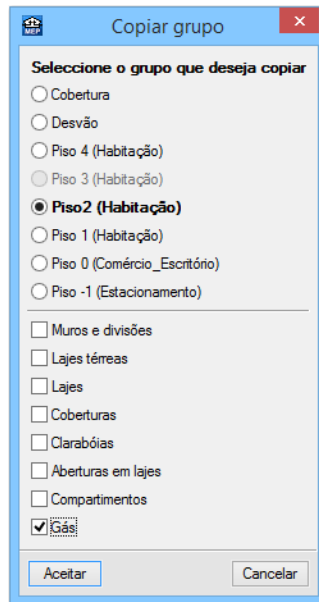 MEP
Copiar grupo
Seleccione o grupo que deseja copiar
Cobertura
Desvão
Piso 4 (Habitação)
Piso 3 (Habitação)
Piso2 (Habitação)
Piso 1 (Habitação)
Piso 0 (Comércio_Escritório)
Piso -1 (Estacionamento)
Muros e divisões
Lajes térreas
Lajes
Coberturas
Clarabóias
Aberturas em lajes
Compartimentos
Gás
Aceitar
Cancelar